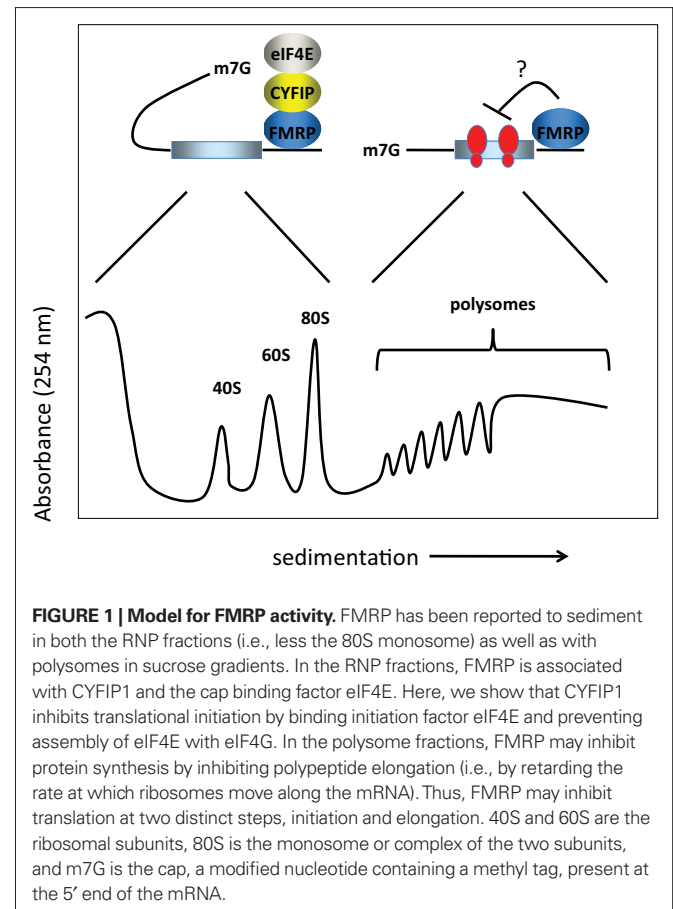 eIF4E
m7G
CYFIP
FMRP
?
FMRP
m7G
polysomes
80S
60S
40S
Absorbance (254 nm)
sedimentation
FIGURE 1 | Model for FMRP activity. FMRP has been reported to sediment
in both the RNP fractions (i.e., less the 80S monosome) as well as with
polysomes in sucrose gradients. In the RNP fractions, FMRP is associated
with CYFIP1 and the cap binding factor eIF4E. Here, we show that CYFIP1
inhibits translational initiation by binding initiation factor eIF4E and preventing
assembly of eIF4E with eIF4G. In the polysome fractions, FMRP may inhibit
protein synthesis by inhibiting polypeptide elongation (i.e., by retarding the
rate at which ribosomes move along the mRNA). Thus, FMRP may inhibit
translation at two distinct steps, initiation and elongation. 40S and 60S are the
ribosomal subunits, 80S is the monosome or complex of the two subunits,
and m7G is the cap, a modified nucleotide containing a methyl tag, present at
the 5′ end of the mRNA.